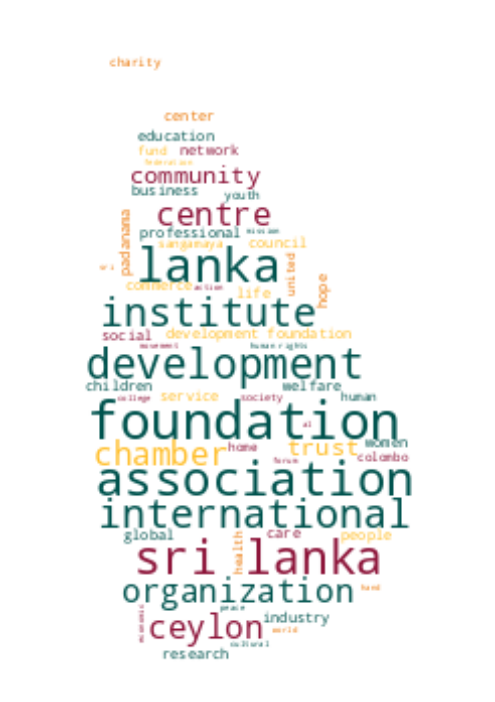 charity
center
education
fund network
federation
community
business
youth
centre
padanama
professional mission
sangamaya council
lanka
united
commerce action
life
hope
institute
social development foundation
movement human rights
development
children welfare
college service society human
foundation
al
chamber home trust women
forum colombo
association
international
global care people
health
sri lanka
organization hand
peace
economic ceylon industry
world
cultural
research